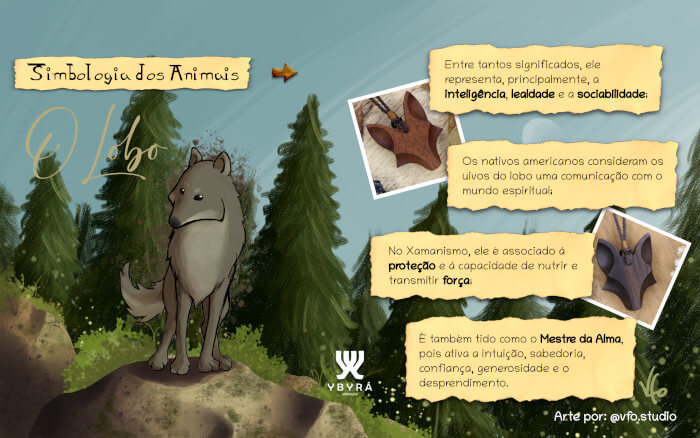 Simbologia dos Animais
O Lobo
Entre tantos significados, ele
representa, principalmente, a
inteligência, lealdade e a sociabilidade;
Os nativos americanos consideram os
uivos do lobo uma comunicação com o
mundo espiritual;
No Xamanismo, ele é associado à
proteção e à capacidade de nutrir e
transmitir força;
È também tido como o Mestre da Alma,
pois ativa a intuição, sabedoria,
confiança, generosidade e o
desprendimento.
YBYRÁ
Vfo
Arte por: @vfo.studio